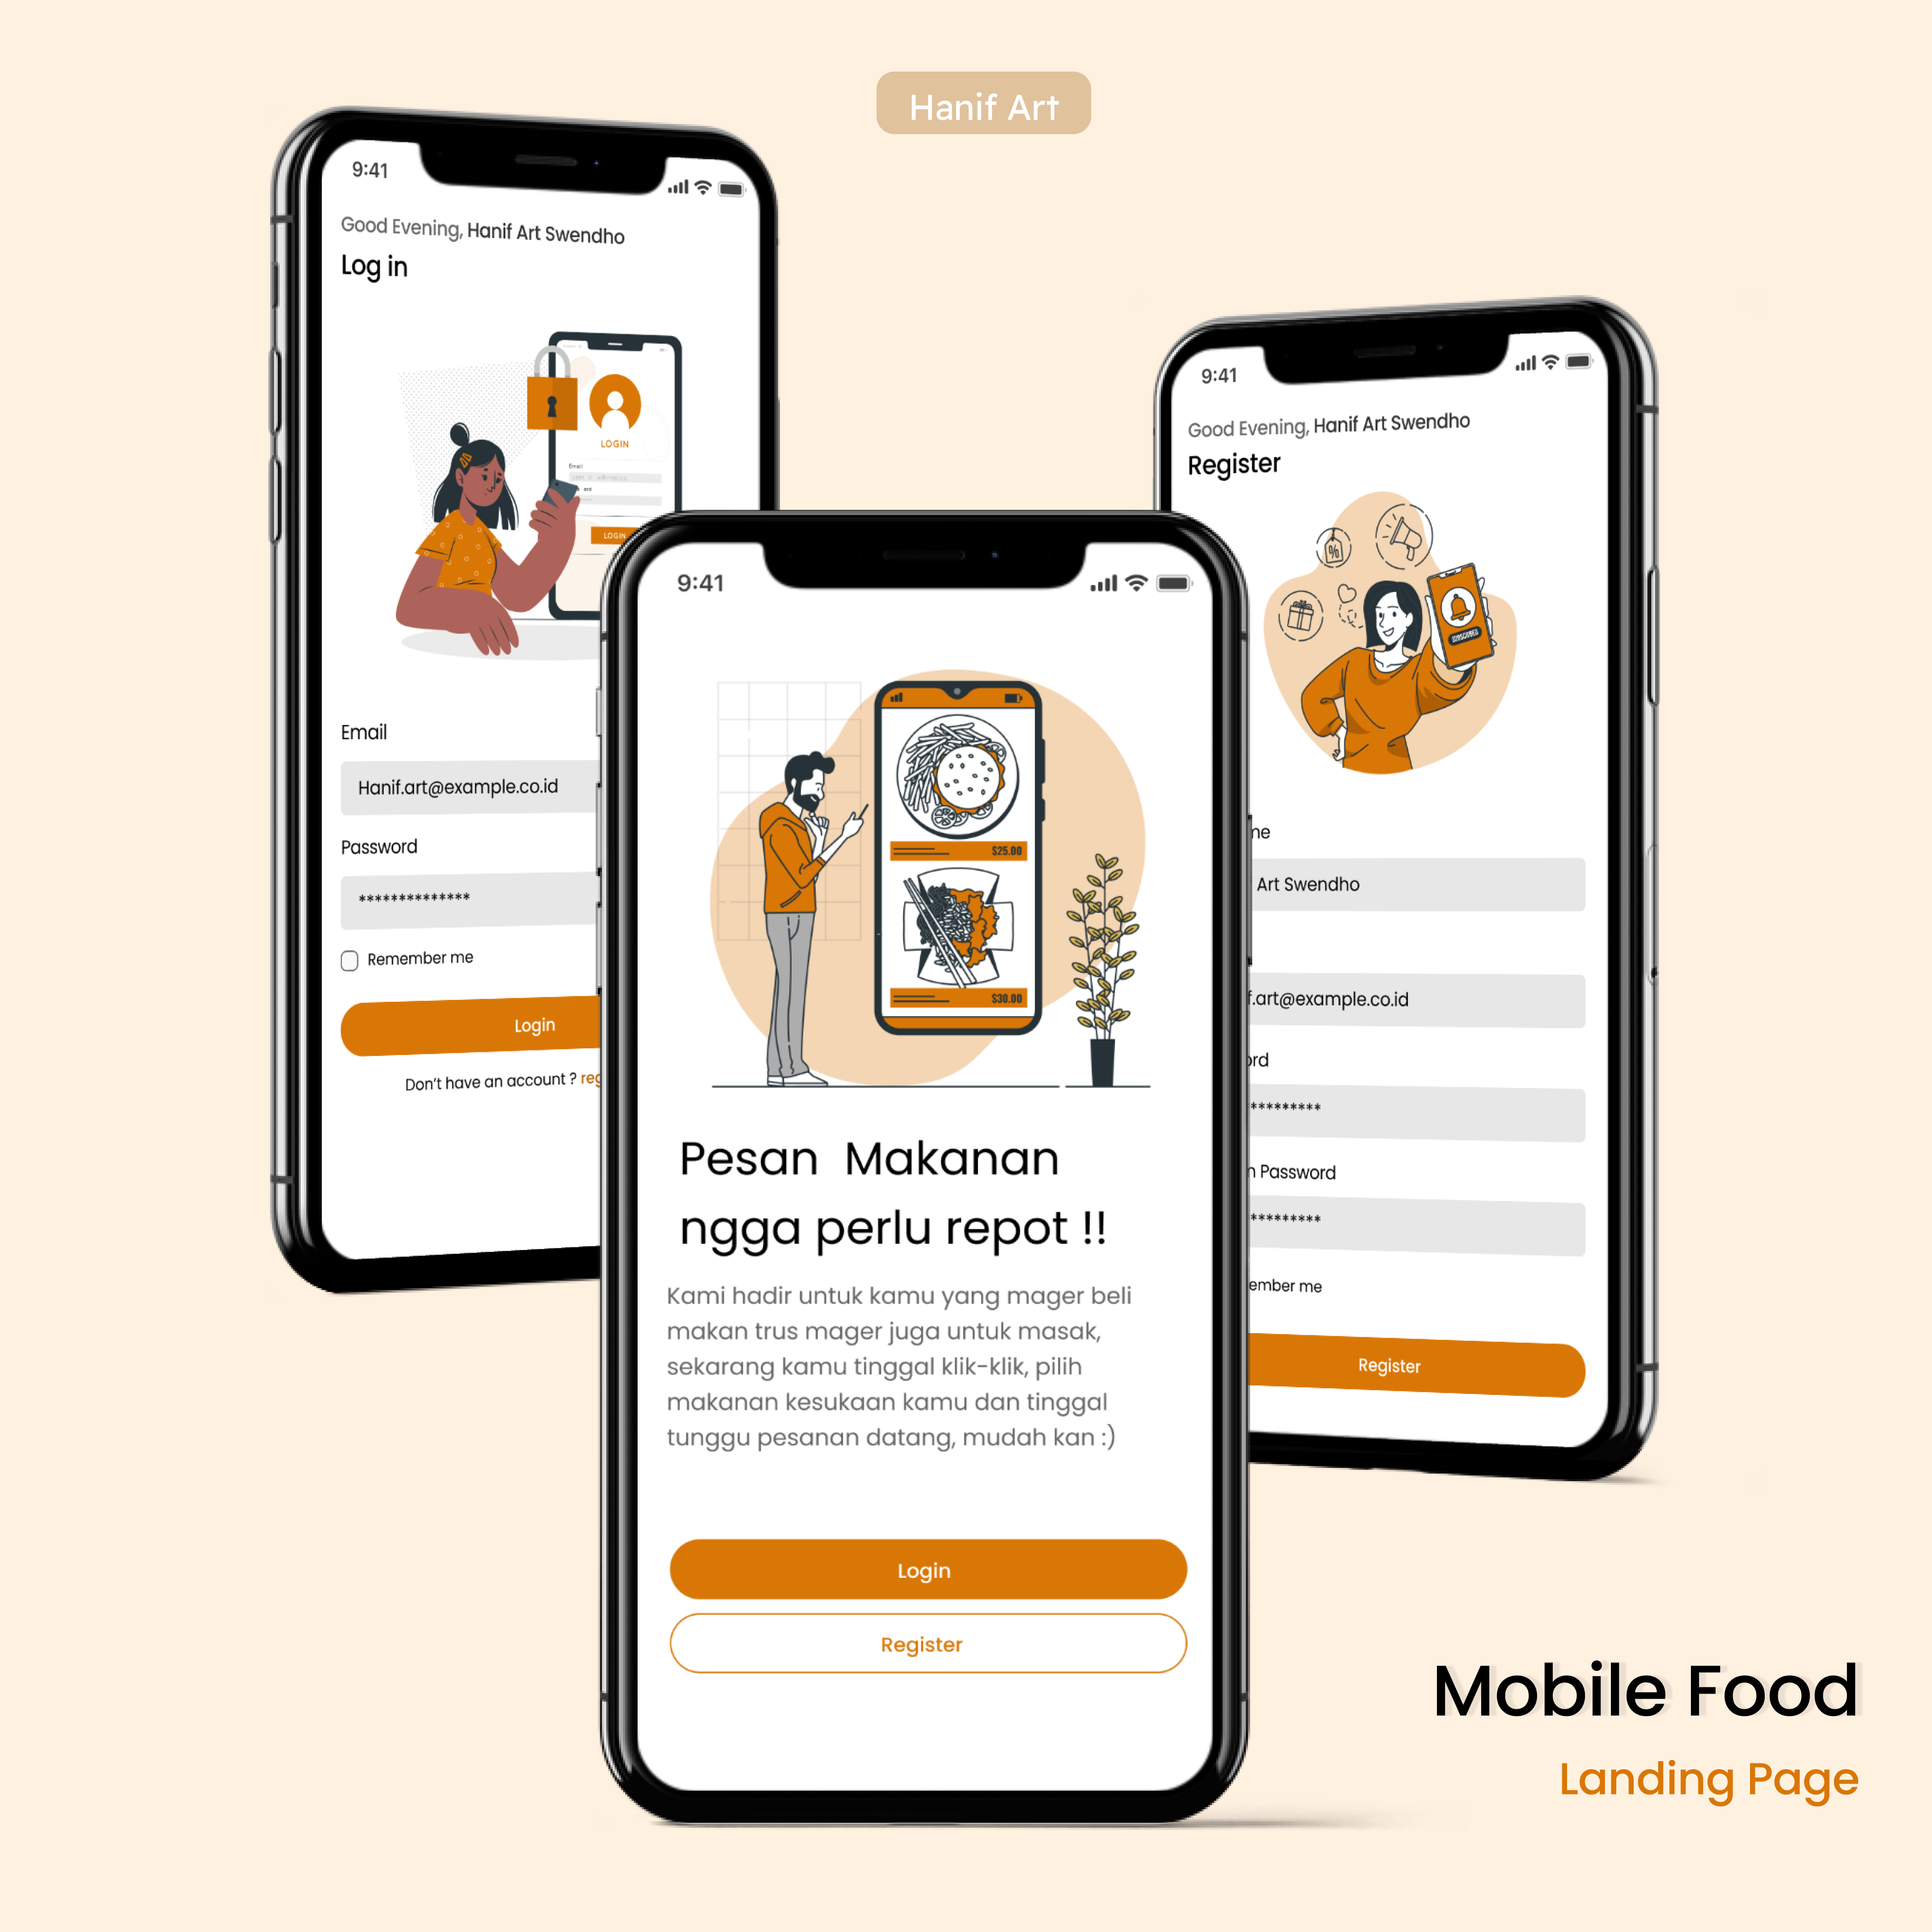 Hanif Art
9:41
Good Evening, Hanif Art Swendho
Log in
LOGIN
Email
LOGIN
Email
Hanif.art@example.co.id
Password
**************
Remember me
Login
Don't have an account ? reg
9:41
$25.00
$30.00
Pesan Makanan
ngga perlu repot !!
Kami hadir untuk kamu yang mager beli
makan trus mager juga untuk masak,
sekarang kamu tinggal klik-klik, pilih
makanan kesukaan kamu dan tinggal
tunggu pesanan datang, mudah kan :)
Login
Register
9:41
Good Evening, Hanif Art Swendho
Register
%
me
Art Swendho
f.art@example.co.id
ord
*********
n Password
*********
ember me
Register
Mobile Food
Landing Page